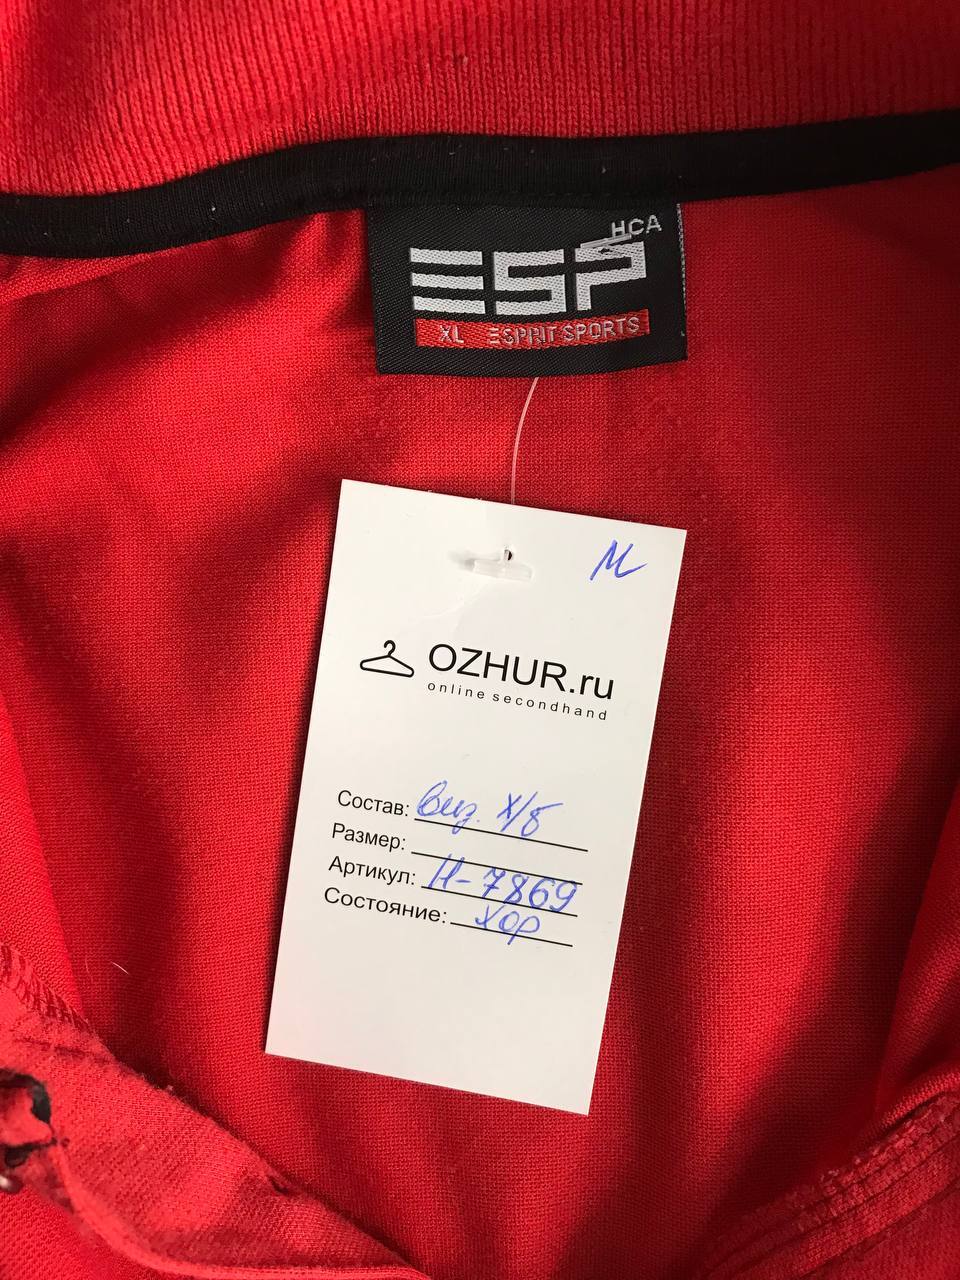 HCA
ESP
XL ESPRIT SPORTS
M
OZHUR.ru
online secondhand
Состав: виз. х/б
Размер:
Артикул: Н-7869
Состояние: хор